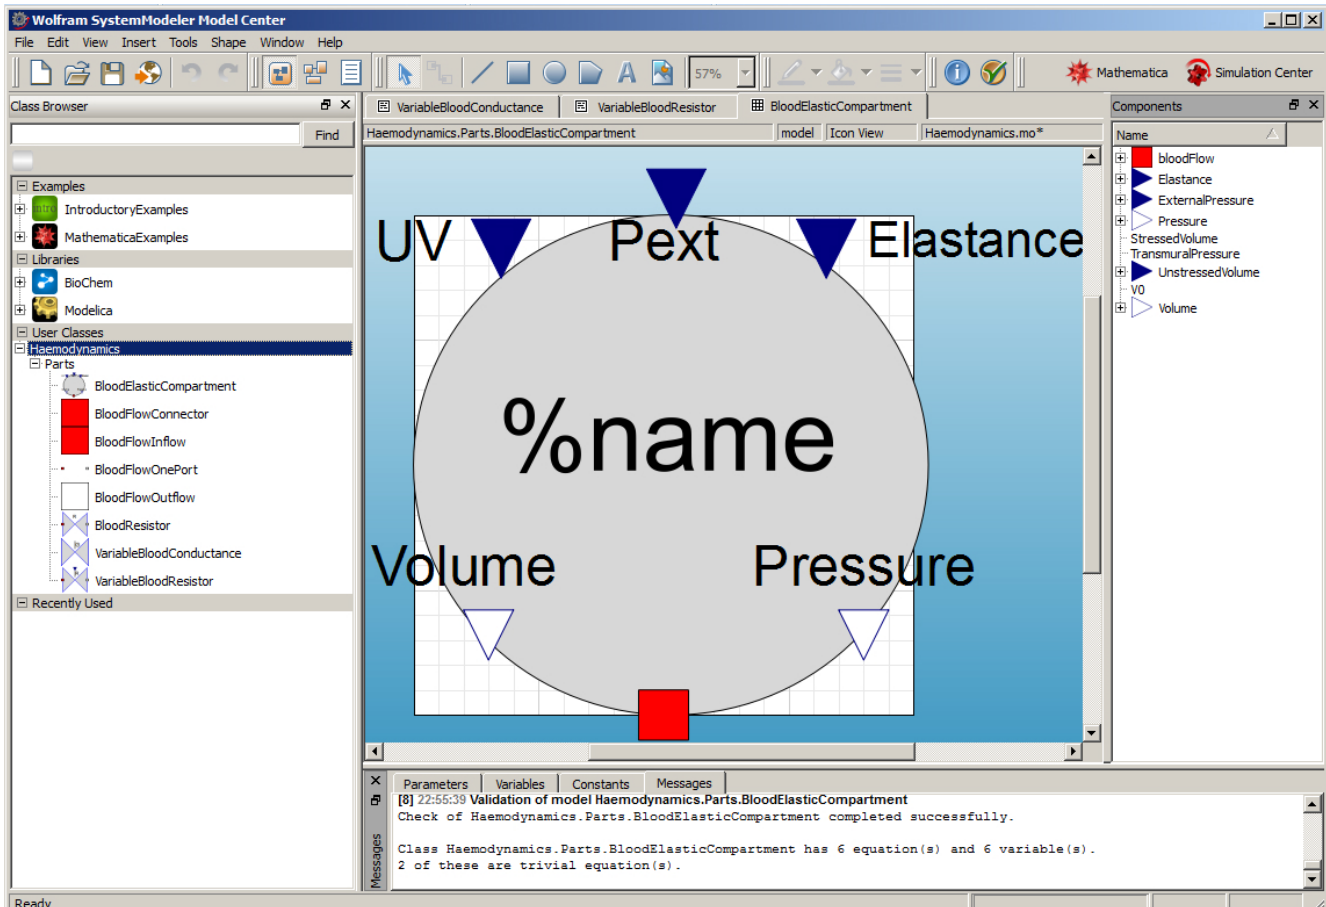 Wolfram SystemModeler Model Center
File Edit View Insert Tools Shape Window Help
57%
Mathematica
Simulation Center
Class Browser
Find
Examples
IntroductoryExamples
MathematicaExamples
Libraries
BioChem
Modelica
User Classes
Haemodynamics
Parts
BloodElasticCompartment
BloodFlowConnector
BloodFlowInflow
BloodFlowOnePort
BloodFlowOutflow
BloodResistor
VariableBloodConductance
VariableBloodResistor
Recently Used
VariableBloodConductance VariableBloodResistor BloodElasticCompartment
Haemodynamics.Parts.BloodElasticCompartment model Icon View Haemodynamics.mo*
UV Pext Elastance
%name
Volume Pressure
Components
Name
bloodFlow
Elastance
ExternalPressure
Pressure
StressedVolume
TransmuralPressure
UnstressedVolume
V0
Volume
Parameters Variables Constants Messages
Messages
[8] 22:55:39 Validation of model Haemodynamics.Parts.BloodElasticCompartment
Check of Haemodynamics.Parts.BloodElasticCompartment completed successfully.
Class Haemodynamics.Parts.BloodElasticCompartment has 6 equation(s) and 6 variable(s).
2 of these are trivial equation(s).
Ready